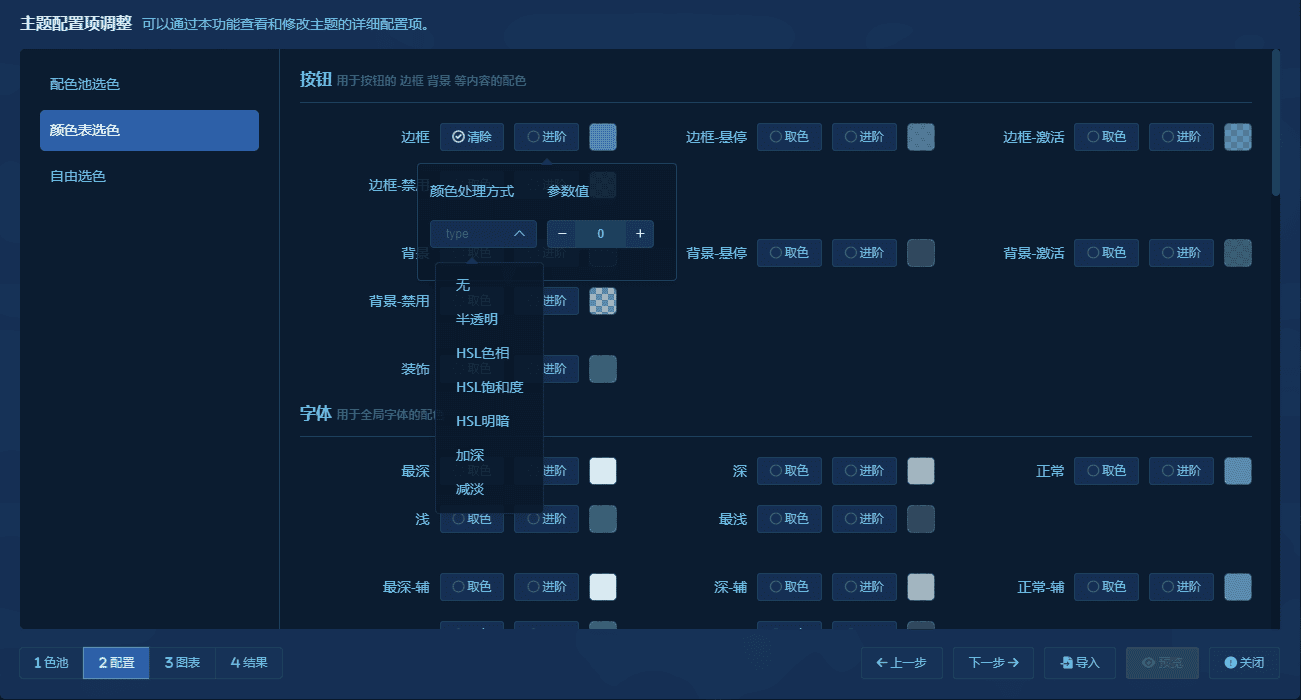 主题配置项调整 可以通过本功能查看和修改主题的详细配置项。
配色池选色
颜色表选色
自由选色
按钮 用于按钮的 边框 背景 等内容的配色
边框 清除 进阶 边框-悬停 取色 进阶 边框-激活 取色 进阶
边框-禁用
颜色处理方式 参数值
type − 0 +
背景 取色 进阶 背景-悬停 取色 进阶 背景-激活 取色 进阶
无
背景-禁用 取色 进阶
半透明
HSL色相
装饰 取色 进阶
HSL饱和度
字体 用于全局字体的配色
HSL明暗
加深
最深 取色 进阶 深 取色 进阶 正常 取色 进阶
减淡
浅 取色 进阶 最浅 取色 进阶
最深-辅 取色 进阶 深-辅 取色 进阶 正常-辅 取色 进阶
1 色池 2 配置 3 图表 4 结果 上一步 下一步 导入 预览 关闭